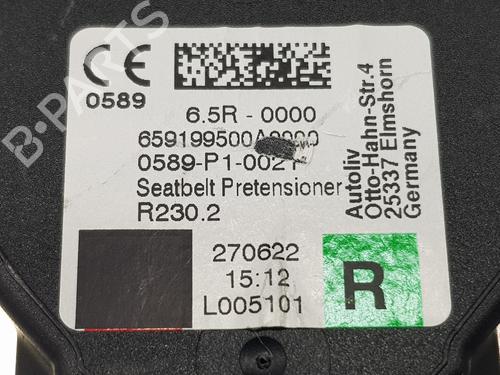 B-PARTS
CE
0589
6.5R - 0000
0589-P1-0021
Seatbelt Pretensioner
R230.2
270622
15:12
L005101
R
Autoliv
Otto-Hahn-Str.4
25337 Elmshorn
Germany